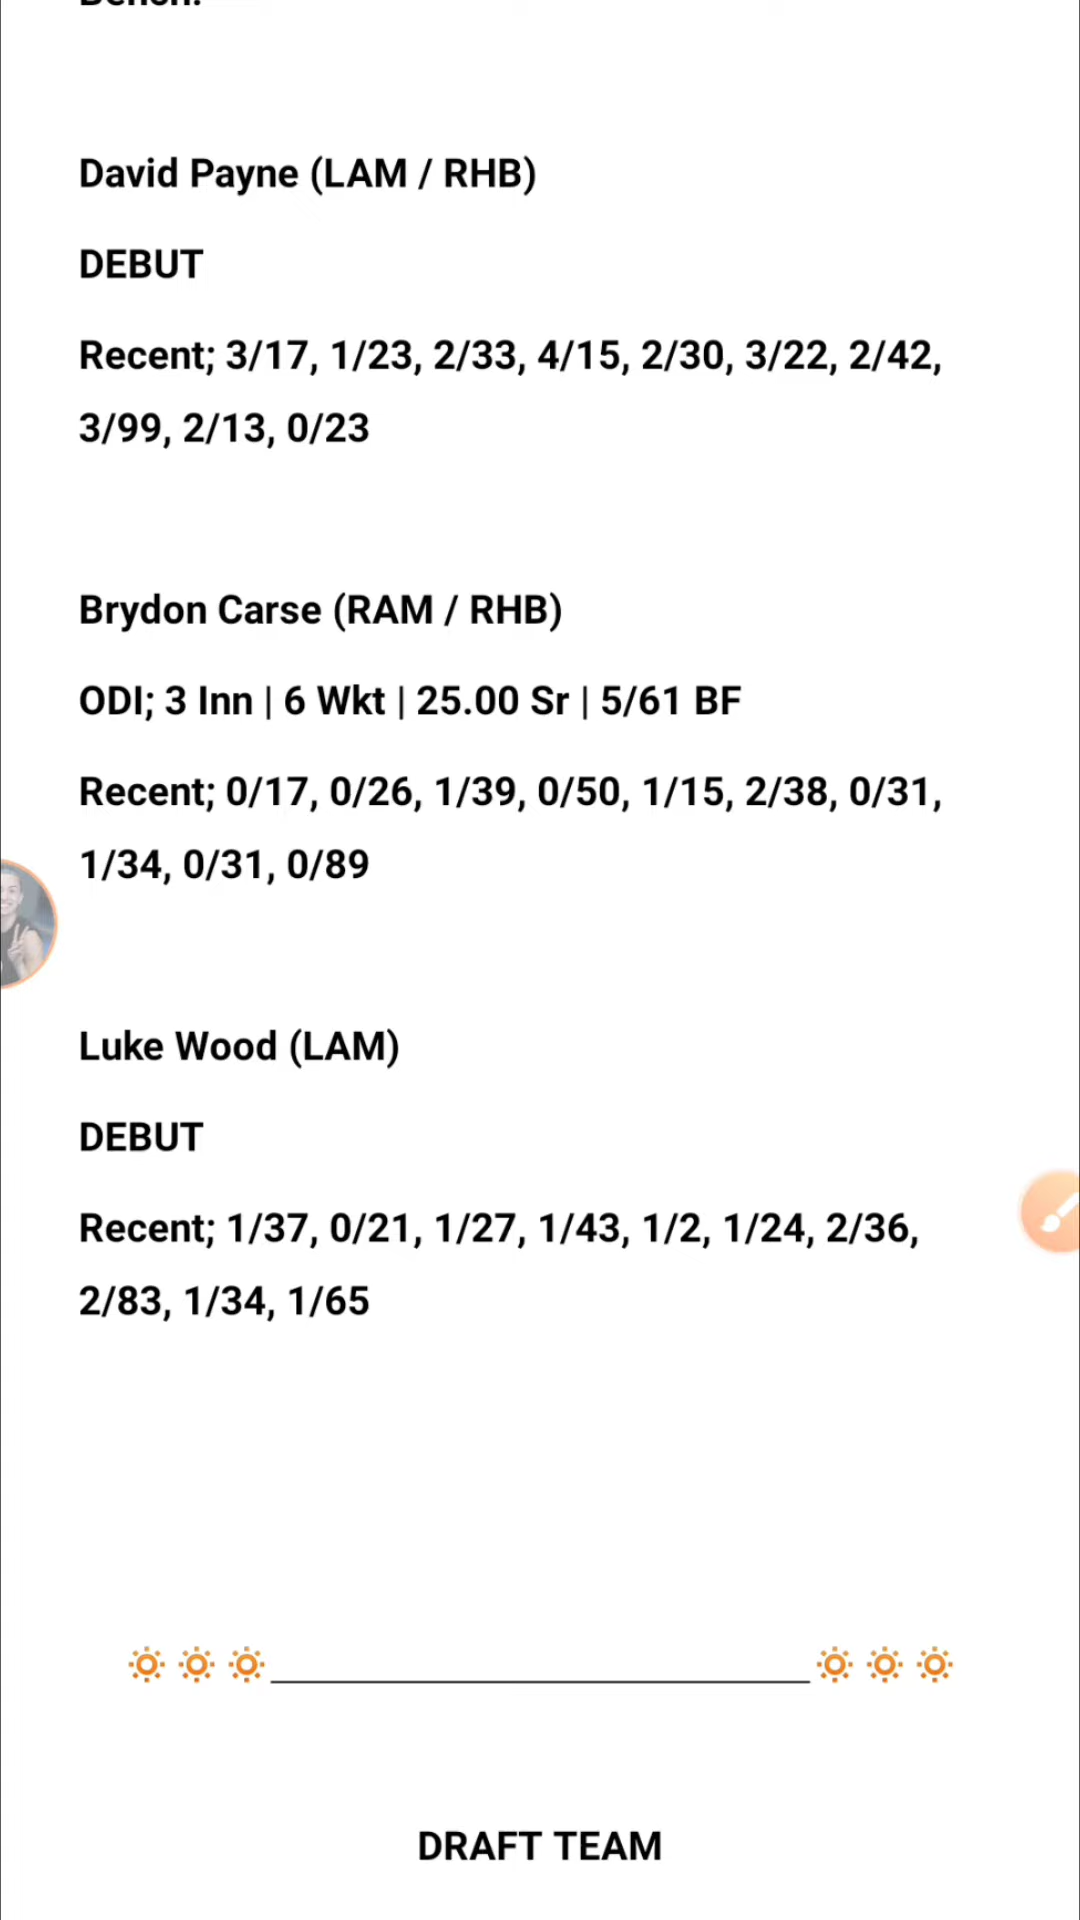 Bench:
David Payne (LAM / RHB)
DEBUT
Recent; 3/17, 1/23, 2/33, 4/15, 2/30, 3/22, 2/42,
3/99, 2/13, 0/23
Brydon Carse (RAM / RHB)
ODI; 3 Inn | 6 Wkt | 25.00 Sr | 5/61 BF
Recent; 0/17, 0/26, 1/39, 0/50, 1/15, 2/38, 0/31,
1/34, 0/31, 0/89
Luke Wood (LAM)
DEBUT
Recent; 1/37, 0/21, 1/27, 1/43, 1/2, 1/24, 2/36,
2/83, 1/34, 1/65
DRAFT TEAM